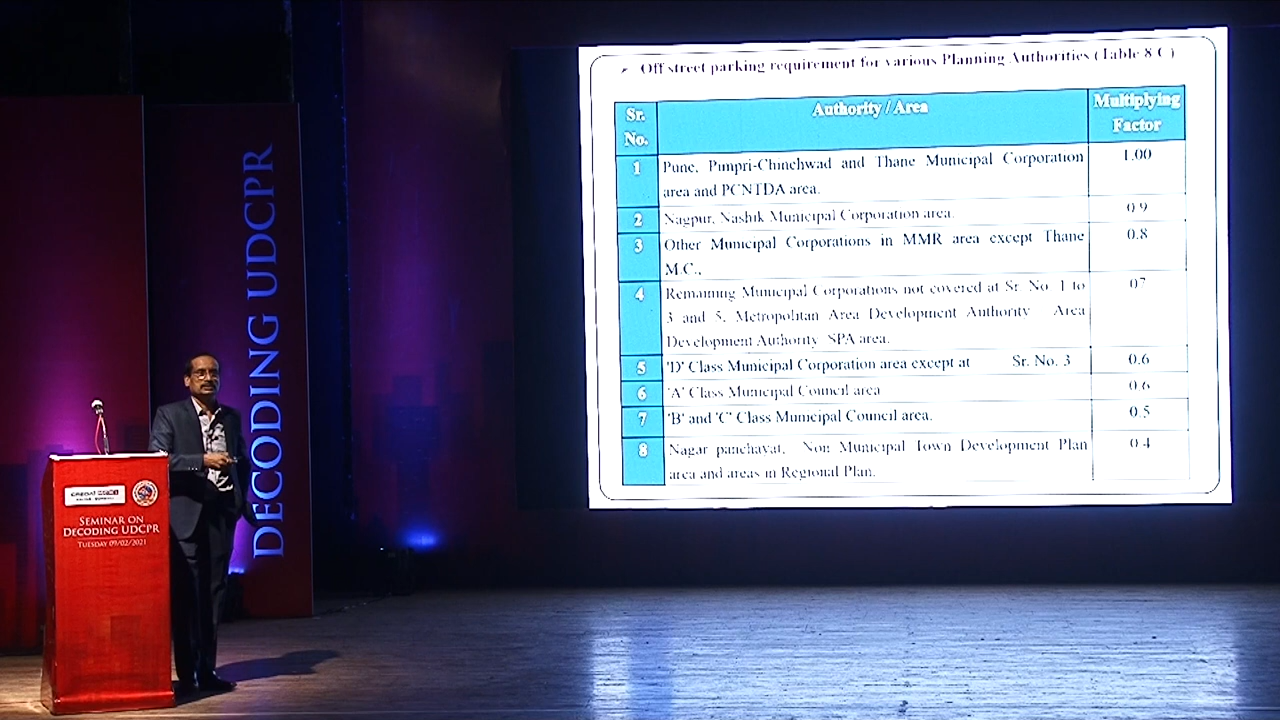 Off street parking requirement for various Planning Authorities (Table 8 C)
Sr. No.
Authority / Area
Multiplying Factor
1
Pune, Pimpri-Chinchwad and Thane Municipal Corporation
area and PCNTDA area.
1.00
2
Nagpur, Nashik Municipal Corporation area.
0.9
3
Other Municipal Corporations in MMR area except Thane
M.C.,
0.8
4
Remaining Municipal Corporations not covered at Sr. No. 1 to
3 and 5, Metropolitan Area Development Authority Area
Development Authority SPA area.
07
5
'D' Class Municipal Corporation area except at Sr. No. 3
0.6
6
'A' Class Municipal Council area
0.6
7
'B' and 'C' Class Municipal Council area.
0.5
8
Nagar panchayat, Non Municipal Town Development Plan
area and areas in Regional Plan.
0.4
DECODING UDCPR
CREDAI
SEMINAR ON
DECODING UDCPR
TUESDAY 09/02/2021